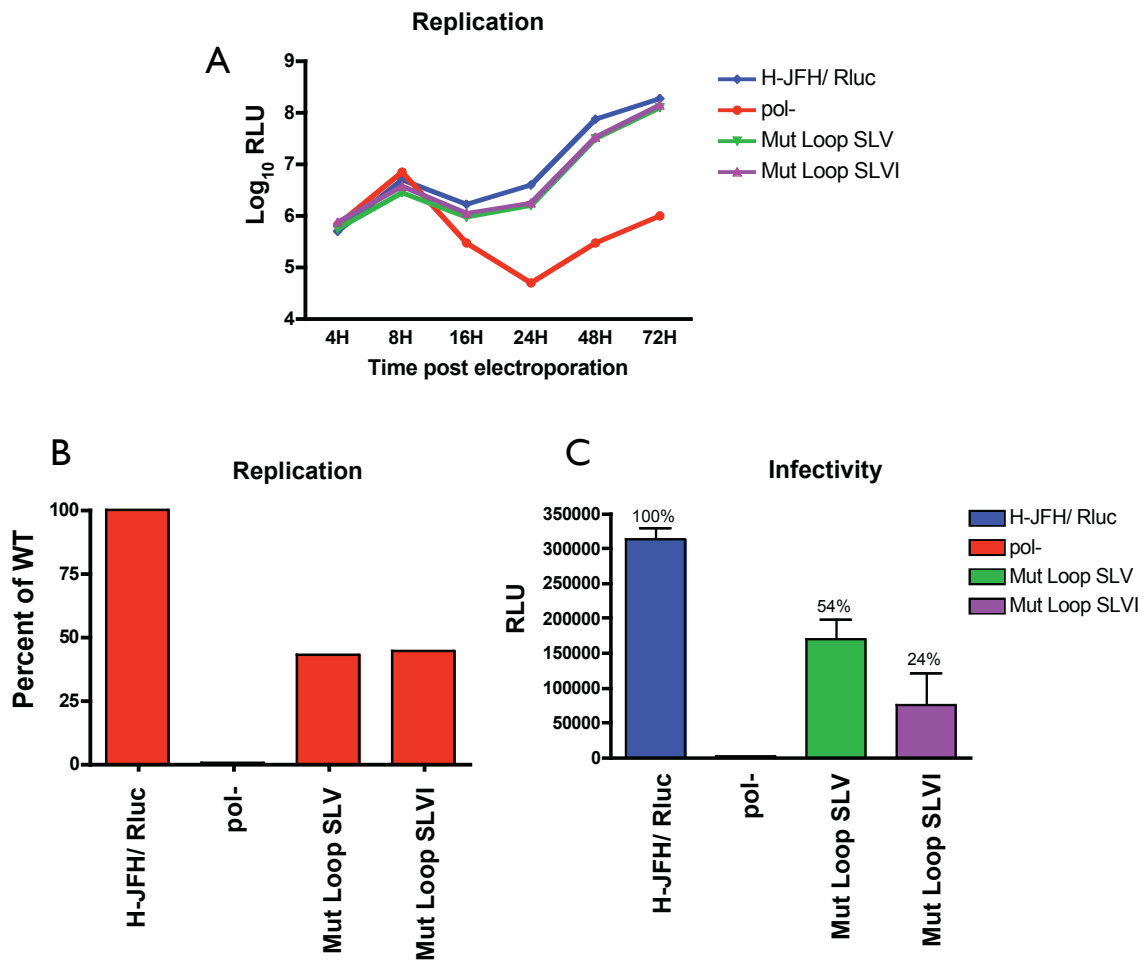 Replication
A
Log10 RLU
9
8
7
6
5
4
4H 8H 16H 24H 48H 72H
Time post electroporation
H-JFH/ Rluc
pol-
Mut Loop SLV
Mut Loop SLVI
B
Replication
Percent of WT
100
75
50
25
0
H-JFH/ Rluc
pol-
Mut Loop SLV
Mut Loop SLVI
C
Infectivity
RLU
350000
300000
250000
200000
150000
100000
50000
0
100%
54%
24%
H-JFH/ Rluc
pol-
Mut Loop SLV
Mut Loop SLVI
H-JFH/ Rluc
pol-
Mut Loop SLV
Mut Loop SLVI